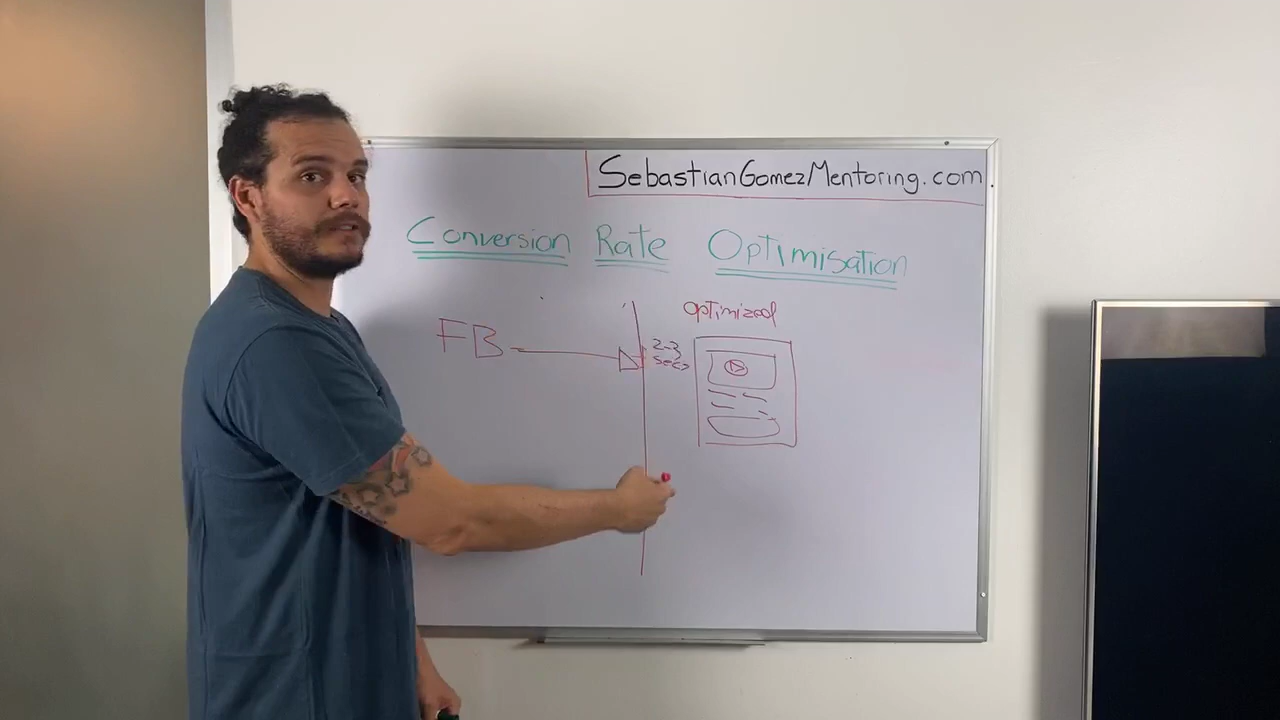 SebastianGomezMentoring.com
Conversion Rate Optimisation
optimized
FB
2-3
Secs